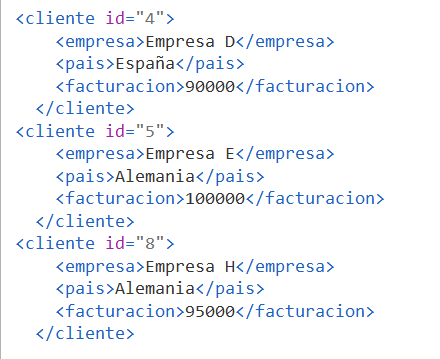 <cliente id="4">
    <empresa>Empresa D</empresa>
    <pais>España</pais>
    <facturacion>90000</facturacion>
  </cliente>
<cliente id="5">
    <empresa>Empresa E</empresa>
    <pais>Alemania</pais>
    <facturacion>100000</facturacion>
  </cliente>
<cliente id="8">
    <empresa>Empresa H</empresa>
    <pais>Alemania</pais>
    <facturacion>95000</facturacion>
  </cliente>